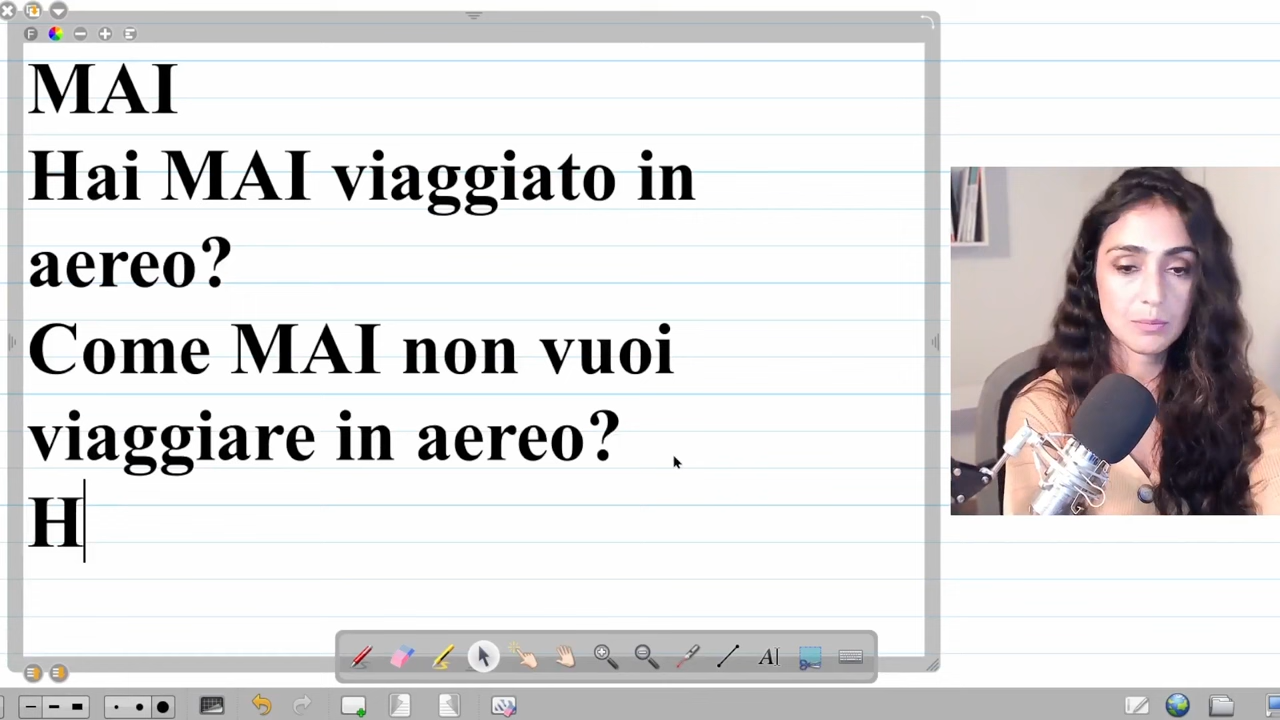 MAI
Hai MAI viaggiato in
aereo?
Come MAI non vuoi
viaggiare in aereo?
H